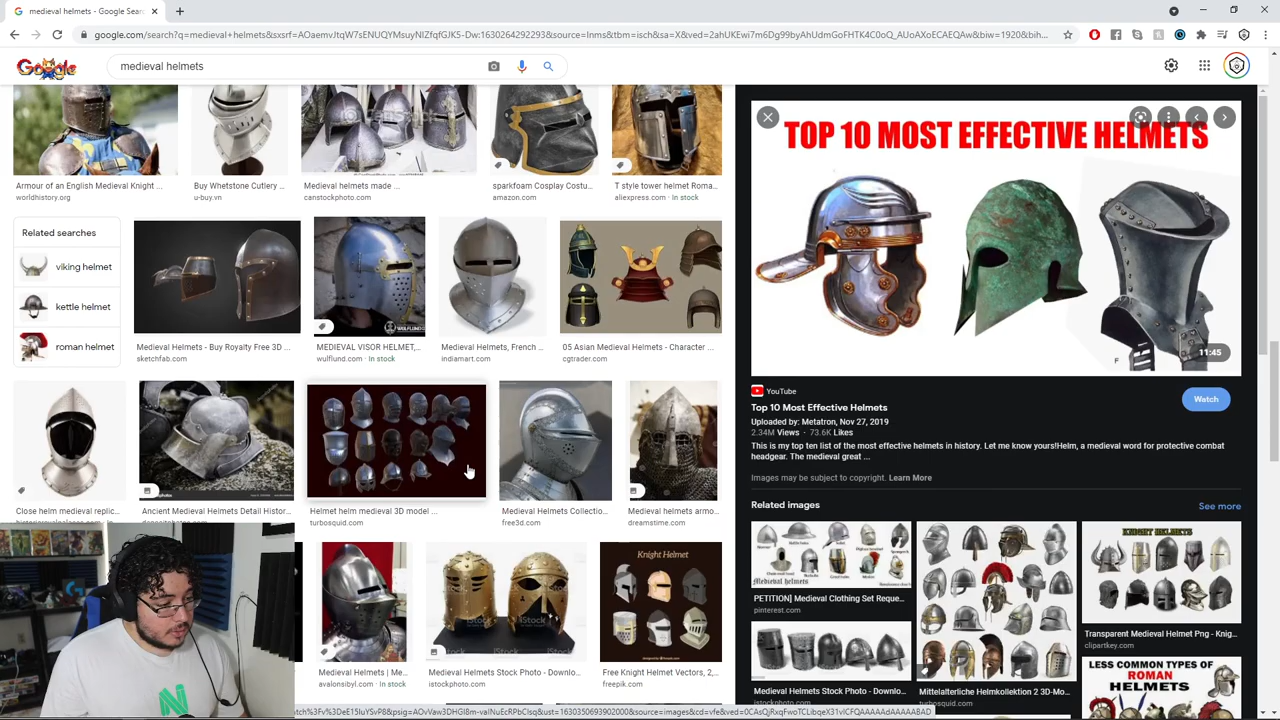 medieval helmets - Google Searc
google.com/search?q=medieval+helmets&sxsrf=AOaemvJtqW7sENUQYMsuyNIZfqfGJK5-Dw:1630264292293&source=lnms&tbm=isch&sa=X&ved=2ahUKEwi7m6Dg99byAhUdmGoFHTK4C0oQ_AUoAXoECAEQAw&biw=1920&bih...
Google
medieval helmets
Armour of an English Medieval Knight ...
worldhistory.org
Buy Whetstone Cutlery ...
u-buy.vn
Medieval helmets made ...
canstockphoto.com
sparkfoam Cosplay Costu...
amazon.com
T style tower helmet Roma...
aliexpress.com · In stock
Related searches
viking helmet
kettle helmet
roman helmet
Medieval Helmets - Buy Royalty Free 3D ...
sketchfab.com
WULFLUND.COM
MEDIEVAL VISOR HELMET,...
wulflund.com · In stock
Medieval Helmets, French ...
indiamart.com
05 Asian Medieval Helmets - Character ...
cgtrader.com
Close helm medieval replic...
Ancient Medieval Helmets Detail Histor...
Helmet helm medieval 3D model ...
turbosquid.com
Medieval Helmets Collectio...
free3d.com
Medieval helmets armo...
dreamstime.com
Medieval Helmets | Me...
avalonsibyl.com · In stock
iStock
iStock
Medieval Helmets Stock Photo - Downlo...
istockphoto.com
Knight Helmet
Free Knight Helmet Vectors, 2,...
freepik.com
TOP 10 MOST EFFECTIVE HELMETS
F
11:45
YouTube
Top 10 Most Effective Helmets
Watch
Uploaded by: Metatron, Nov 27, 2019
2.34M Views · 73.6K Likes
This is my top ten list of the most effective helmets in history. Let me know yours!Helm, a medieval word for protective combat
headgear. The medieval great ...
Images may be subject to copyright. Learn More
Related images
See more
Medieval helmets
PETITION] Medieval Clothing Set Reque...
pinterest.com
KNIGHT HELMETS
Transparent Medieval Helmet Png - Knig...
clipartkey.com
Medieval Helmets Stock Photo - Downlo...
istockphoto.com
Mittelalterliche Helmkollektion 2 3D-Mo...
turbosquid.com
LESS COMMON TYPES OF
ROMAN
HELMETS